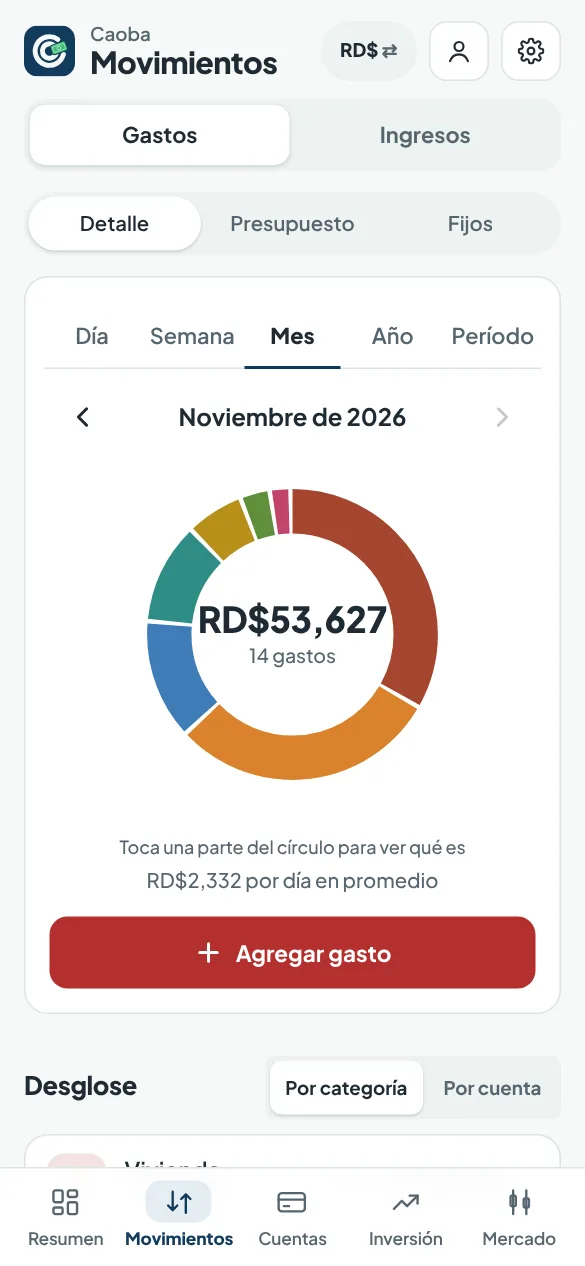 Caoba
Movimientos
RD$ ⇄
Gastos
Ingresos
Detalle
Presupuesto
Fijos
Día
Semana
Mes
Año
Período
Noviembre de 2026
RD$53,627
14 gastos
Toca una parte del círculo para ver qué es
RD$2,332 por día en promedio
+ Agregar gasto
Desglose
Por categoría
Por cuenta
Vivienda
Resumen
Movimientos
Cuentas
Inversión
Mercado